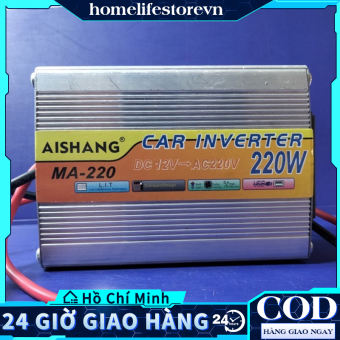 homelifestorevn
AISHANG®
CAR INVERTER
DC 12V→AC220V
220W
MA-220
L.I.T
USB
Hồ Chí Minh
24 GIỜ GIAO HÀNG
24
COD
HÀNG GIAO NGAY